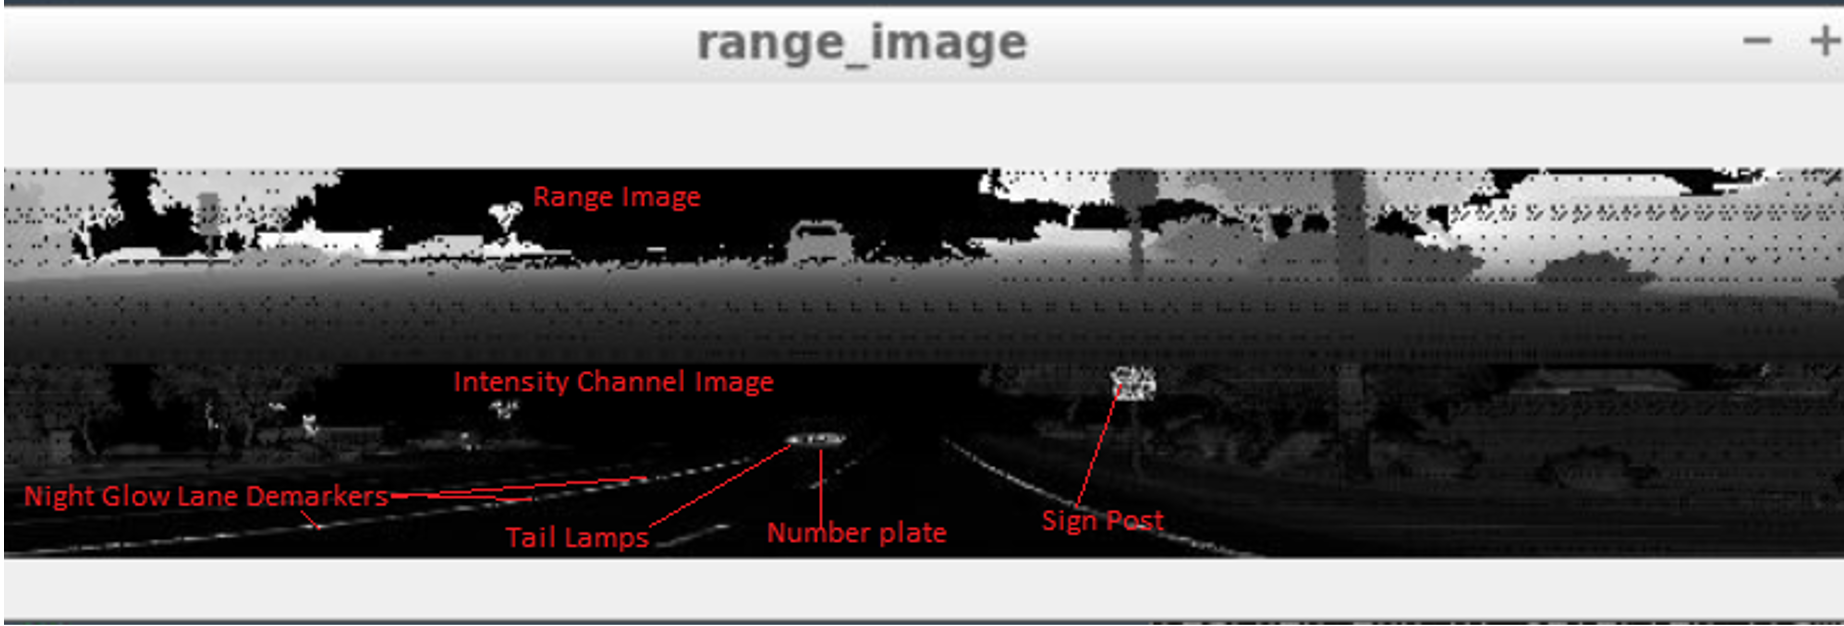 range_image
Range Image
Intensity Channel Image
Night Glow Lane Demarkers
Tail Lamps
Number plate
Sign Post